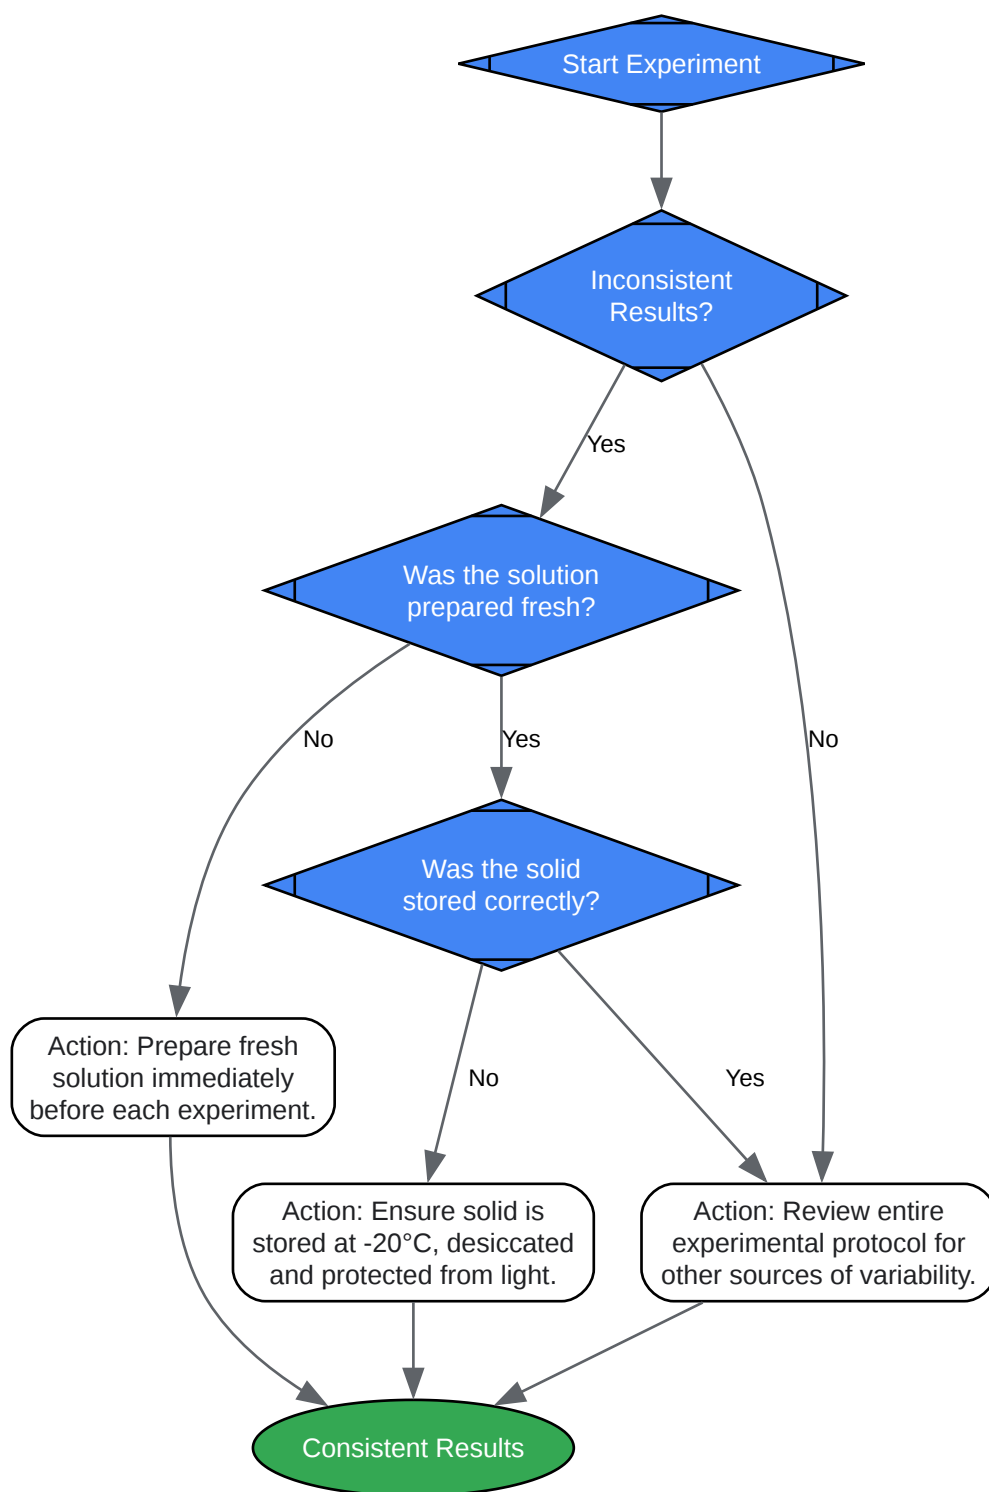 Start Experiment
Inconsistent
Results?
Yes
Was the solution
prepared fresh?
No
Yes
No
Was the solid
stored correctly?
Action: Prepare fresh
solution immediately
before each experiment.
No
Yes
Action: Ensure solid is
stored at -20°C, desiccated
and protected from light.
Action: Review entire
experimental protocol for
other sources of variability.
Consistent Results